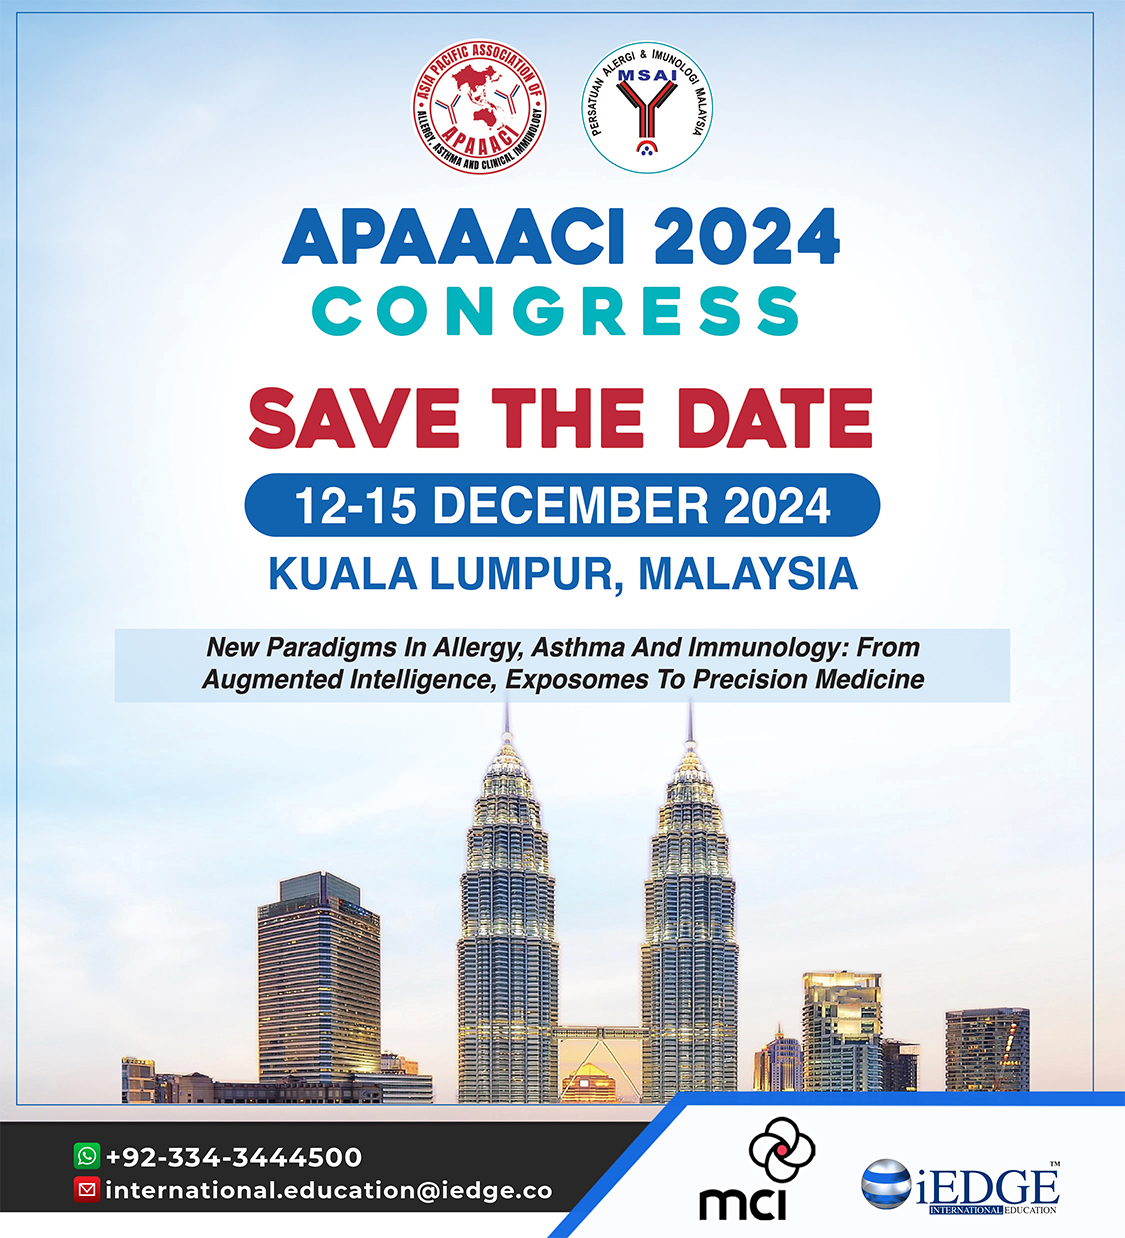 ASIA PACIFIC ASSOCIATION OF
ALLERGY, ASTHMA AND CLINICAL IMMUNOLOGY
APAAACI
PERSATUAN ALERGI & IMUNOLOGI MALAYSIA
MSAI
APAAACI 2024
CONGRESS
SAVE THE DATE
12-15 DECEMBER 2024
KUALA LUMPUR, MALAYSIA
New Paradigms In Allergy, Asthma And Immunology: From
Augmented Intelligence, Exposomes To Precision Medicine
+92-334-3444500
international.education@iedge.co
mci
iEDGE™
INTERNATIONAL EDUCATION